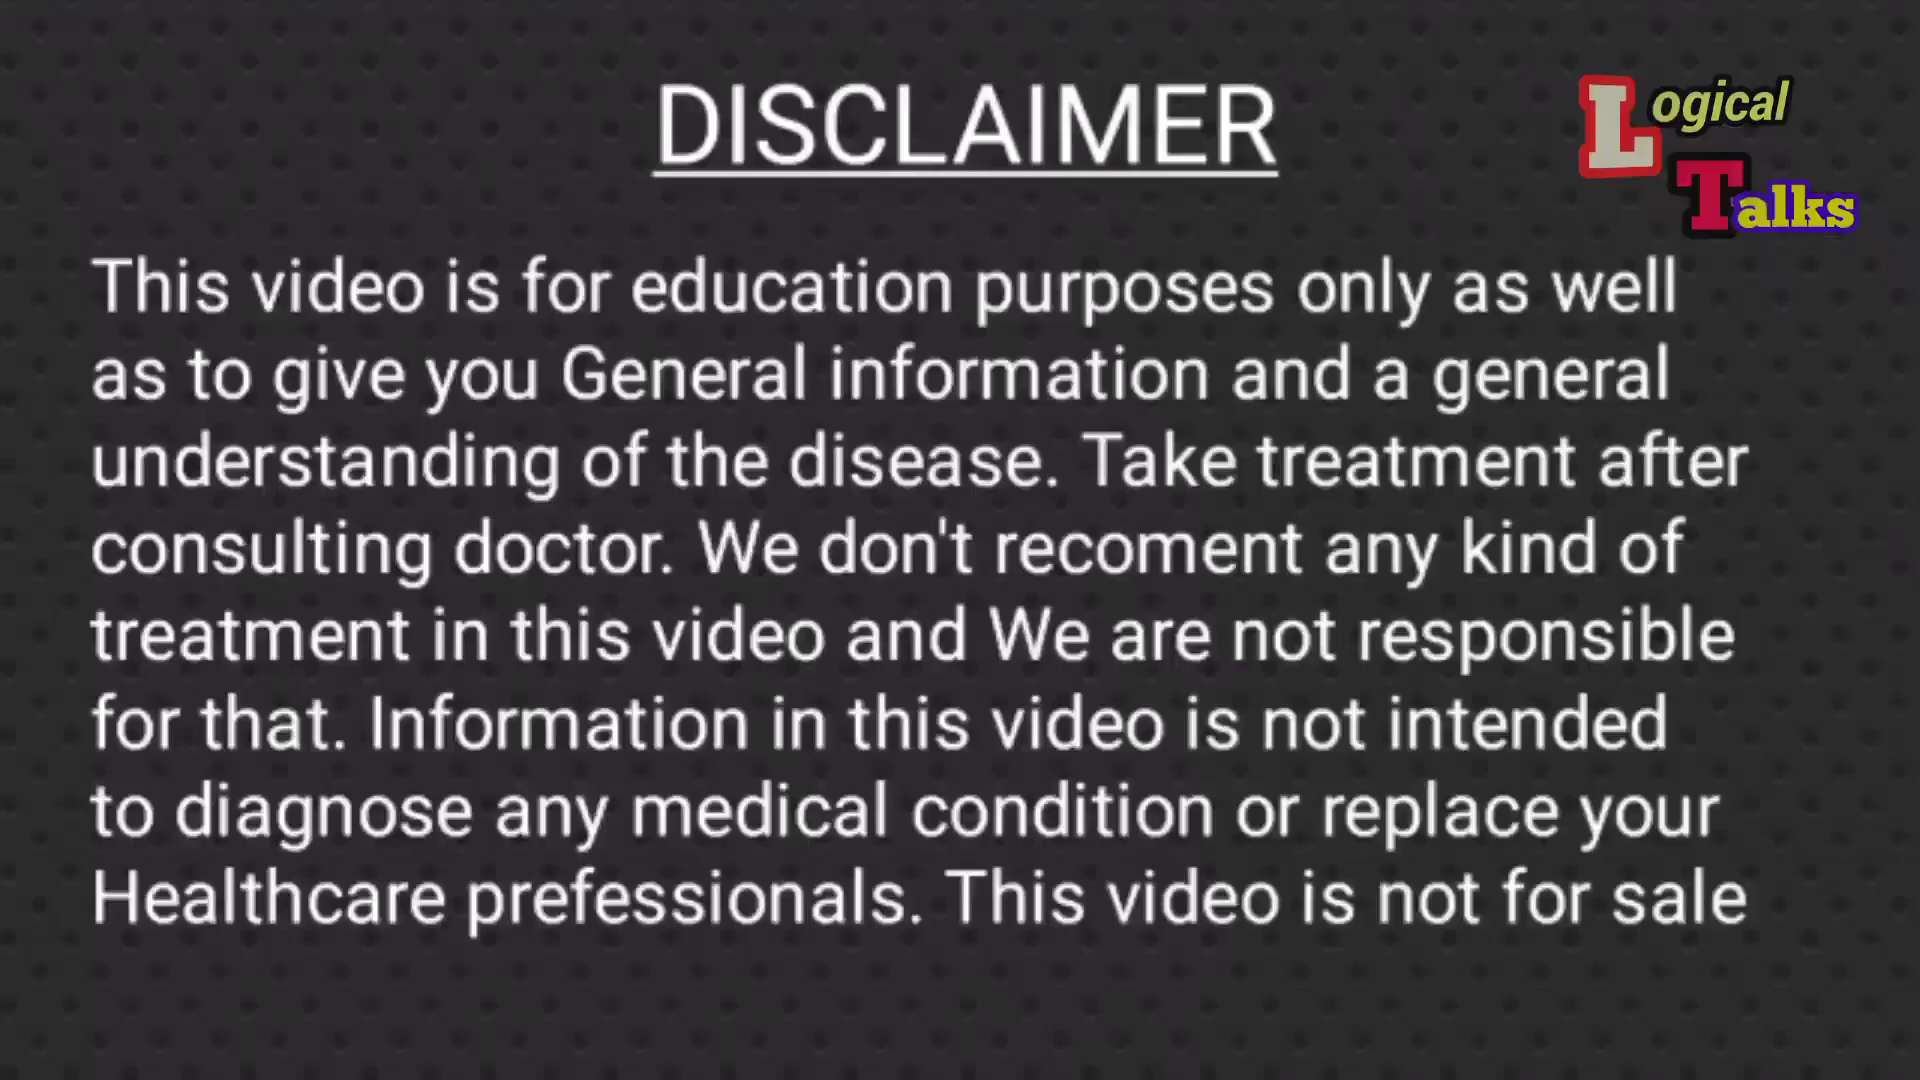 DISCLAIMER
Logical
Talks
This video is for education purposes only as well
as to give you General information and a general
understanding of the disease. Take treatment after
consulting doctor. We don't recoment any kind of
treatment in this video and We are not responsible
for that. Information in this video is not intended
to diagnose any medical condition or replace your
Healthcare prefessionals. This video is not for sale